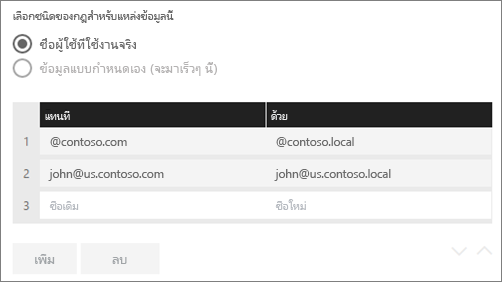 เลือกชนิดของกฎสำหรับแหล่งข้อมูลนี้
ชื่อผู้ใช้ที่ใช้งานจริง
ข้อมูลแบบกำหนดเอง (จะมาเร็วๆ นี้)
แทนที่ ด้วย
1 @contoso.com @contoso.local
2 john@us.contoso.com john@us.contoso.local
3 ชื่อเดิม ชื่อใหม่
เพิ่ม ลบ